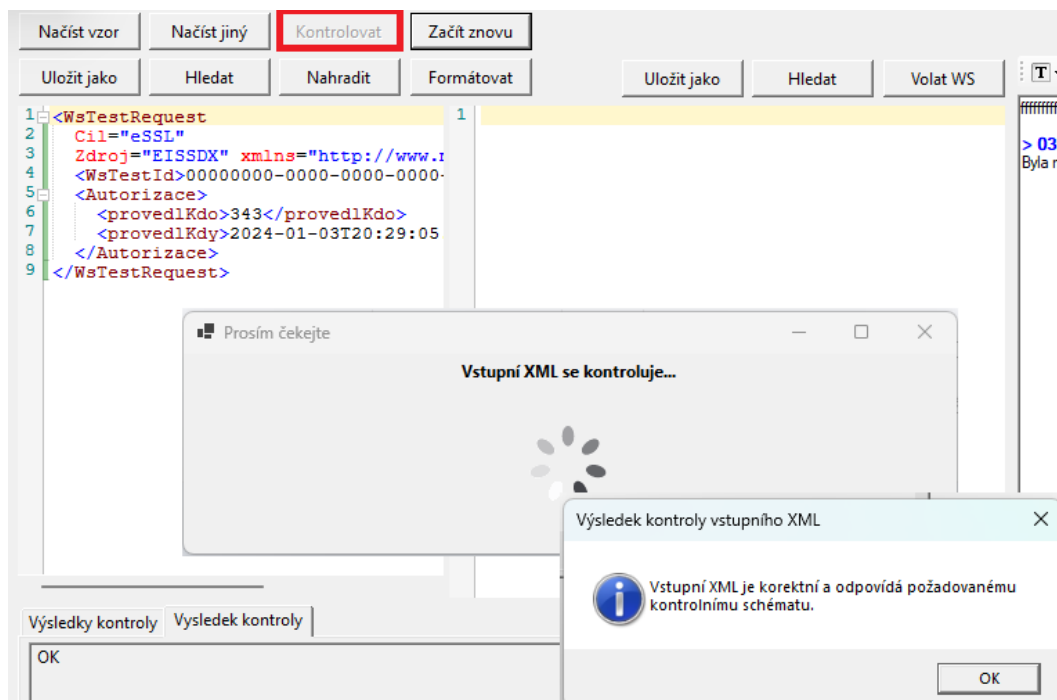 Načíst vzor Načíst jiný Kontrolovat Začít znovu
Uložit jako Hledat Nahradit Formátovat Uložit jako Hledat Volat WS T
1 <WsTestRequest
2 Cil="eSSL"
3 Zdroj="EISSDX" xmlns="http://www.
4 <WsTestId>00000000-0000-0000-0000-
5 <Autorizace>
6 <provedlKdo>343</provedlKdo>
7 <provedlKdy>2024-01-03T20:29:05
8 </Autorizace>
9 </WsTestRequest>
1
> 03
Byla
Prosím čekejte
Vstupní XML se kontroluje...
Výsledek kontroly vstupního XML
Vstupní XML je korektní a odpovídá požadovanému
kontrolnímu schématu.
OK
Výsledky kontroly Vysledek kontroly
OK